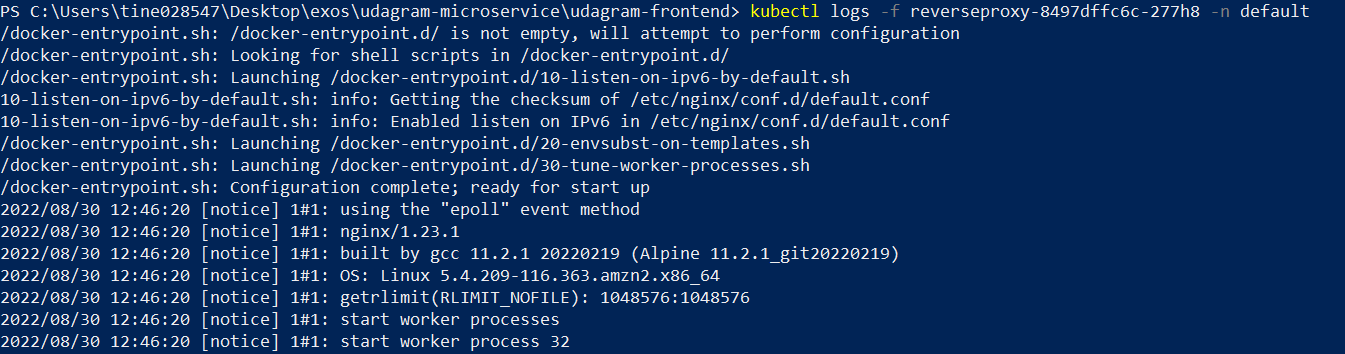 PS C:\Users\tine028547\Desktop\exos\udagram-microservice\udagram-frontend> kubectl logs -f reverseproxy-8497dffc6c-277h8 -n default
/docker-entrypoint.sh: /docker-entrypoint.d/ is not empty, will attempt to perform configuration
/docker-entrypoint.sh: Looking for shell scripts in /docker-entrypoint.d/
/docker-entrypoint.sh: Launching /docker-entrypoint.d/10-listen-on-ipv6-by-default.sh
10-listen-on-ipv6-by-default.sh: info: Getting the checksum of /etc/nginx/conf.d/default.conf
10-listen-on-ipv6-by-default.sh: info: Enabled listen on IPv6 in /etc/nginx/conf.d/default.conf
/docker-entrypoint.sh: Launching /docker-entrypoint.d/20-envsubst-on-templates.sh
/docker-entrypoint.sh: Launching /docker-entrypoint.d/30-tune-worker-processes.sh
/docker-entrypoint.sh: Configuration complete; ready for start up
2022/08/30 12:46:20 [notice] 1#1: using the "epoll" event method
2022/08/30 12:46:20 [notice] 1#1: nginx/1.23.1
2022/08/30 12:46:20 [notice] 1#1: built by gcc 11.2.1 20220219 (Alpine 11.2.1_git20220219)
2022/08/30 12:46:20 [notice] 1#1: OS: Linux 5.4.209-116.363.amzn2.x86_64
2022/08/30 12:46:20 [notice] 1#1: getrlimit(RLIMIT_NOFILE): 1048576:1048576
2022/08/30 12:46:20 [notice] 1#1: start worker processes
2022/08/30 12:46:20 [notice] 1#1: start worker process 32